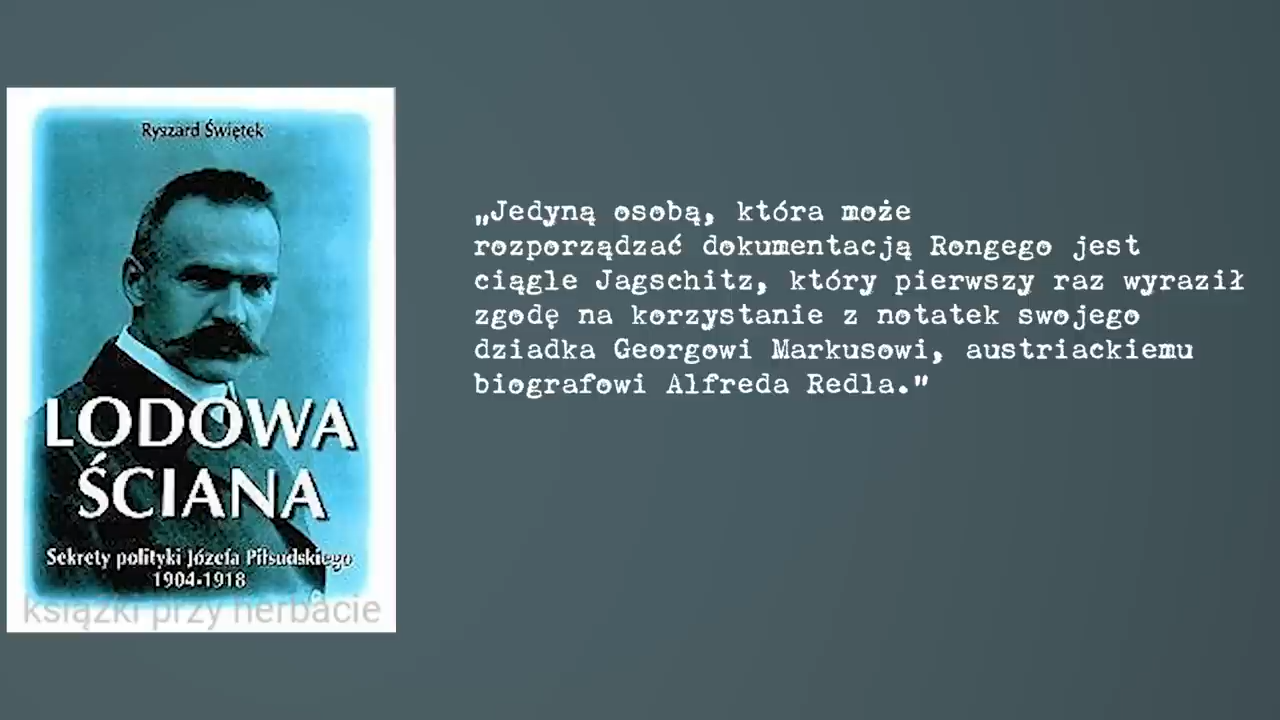 Ryszard Świętek
LODOWA
ŚCIANA
Sekrety polityki Józefa Piłsudskiego
1904-1918
książki przy herbacie
„Jedyną osobą, która może
rozporządzać dokumentacją Rongego jest
ciągle Jagschitz, który pierwszy raz wyraził
zgodę na korzystanie z notatek swojego
dziadka Georgowi Markusowi, austriackiemu
biografowi Alfreda Redla."